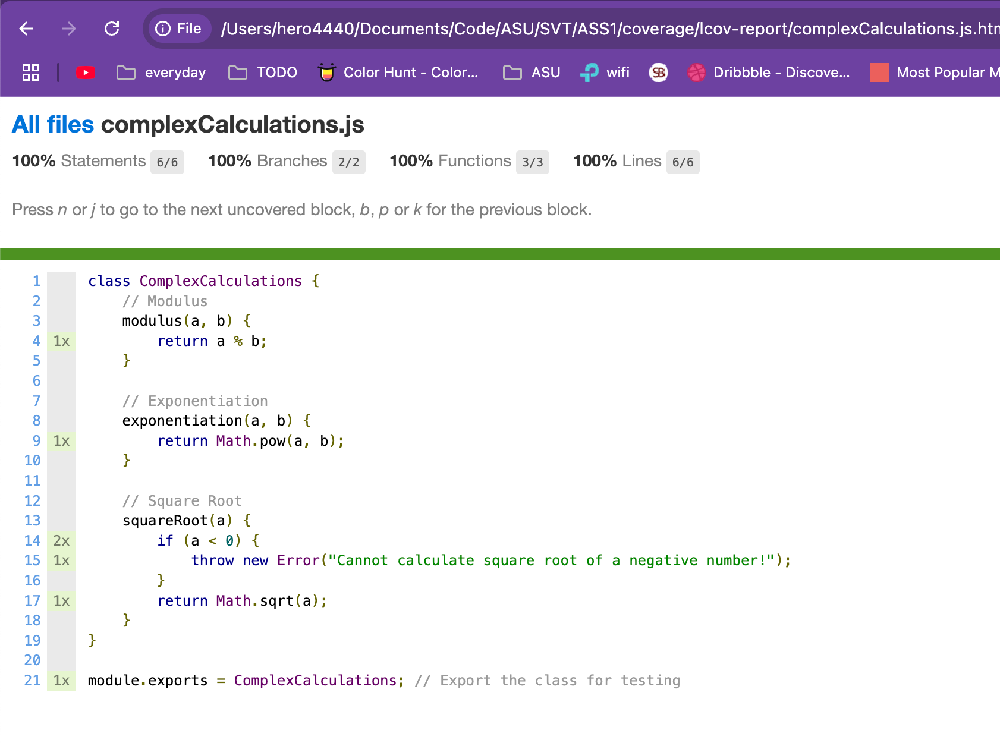 File /Users/hero4440/Documents/Code/ASU/SVT/ASS1/coverage/lcov-report/complexCalculations.js.htm
everyday TODO Color Hunt - Color... ASU wifi SB Dribbble - Discove... Most Popular M
All files complexCalculations.js
100% Statements 6/6 100% Branches 2/2 100% Functions 3/3 100% Lines 6/6
Press n or j to go to the next uncovered block, b, p or k for the previous block.
1 class ComplexCalculations {
2 // Modulus
3 modulus(a, b) {
4 1x return a % b;
5 }
6
7 // Exponentiation
8 exponentiation(a, b) {
9 1x return Math.pow(a, b);
10 }
11
12 // Square Root
13 squareRoot(a) {
14 2x if (a < 0) {
15 1x throw new Error("Cannot calculate square root of a negative number!");
16 }
17 1x return Math.sqrt(a);
18 }
19 }
20
21 1x module.exports = ComplexCalculations; // Export the class for testing